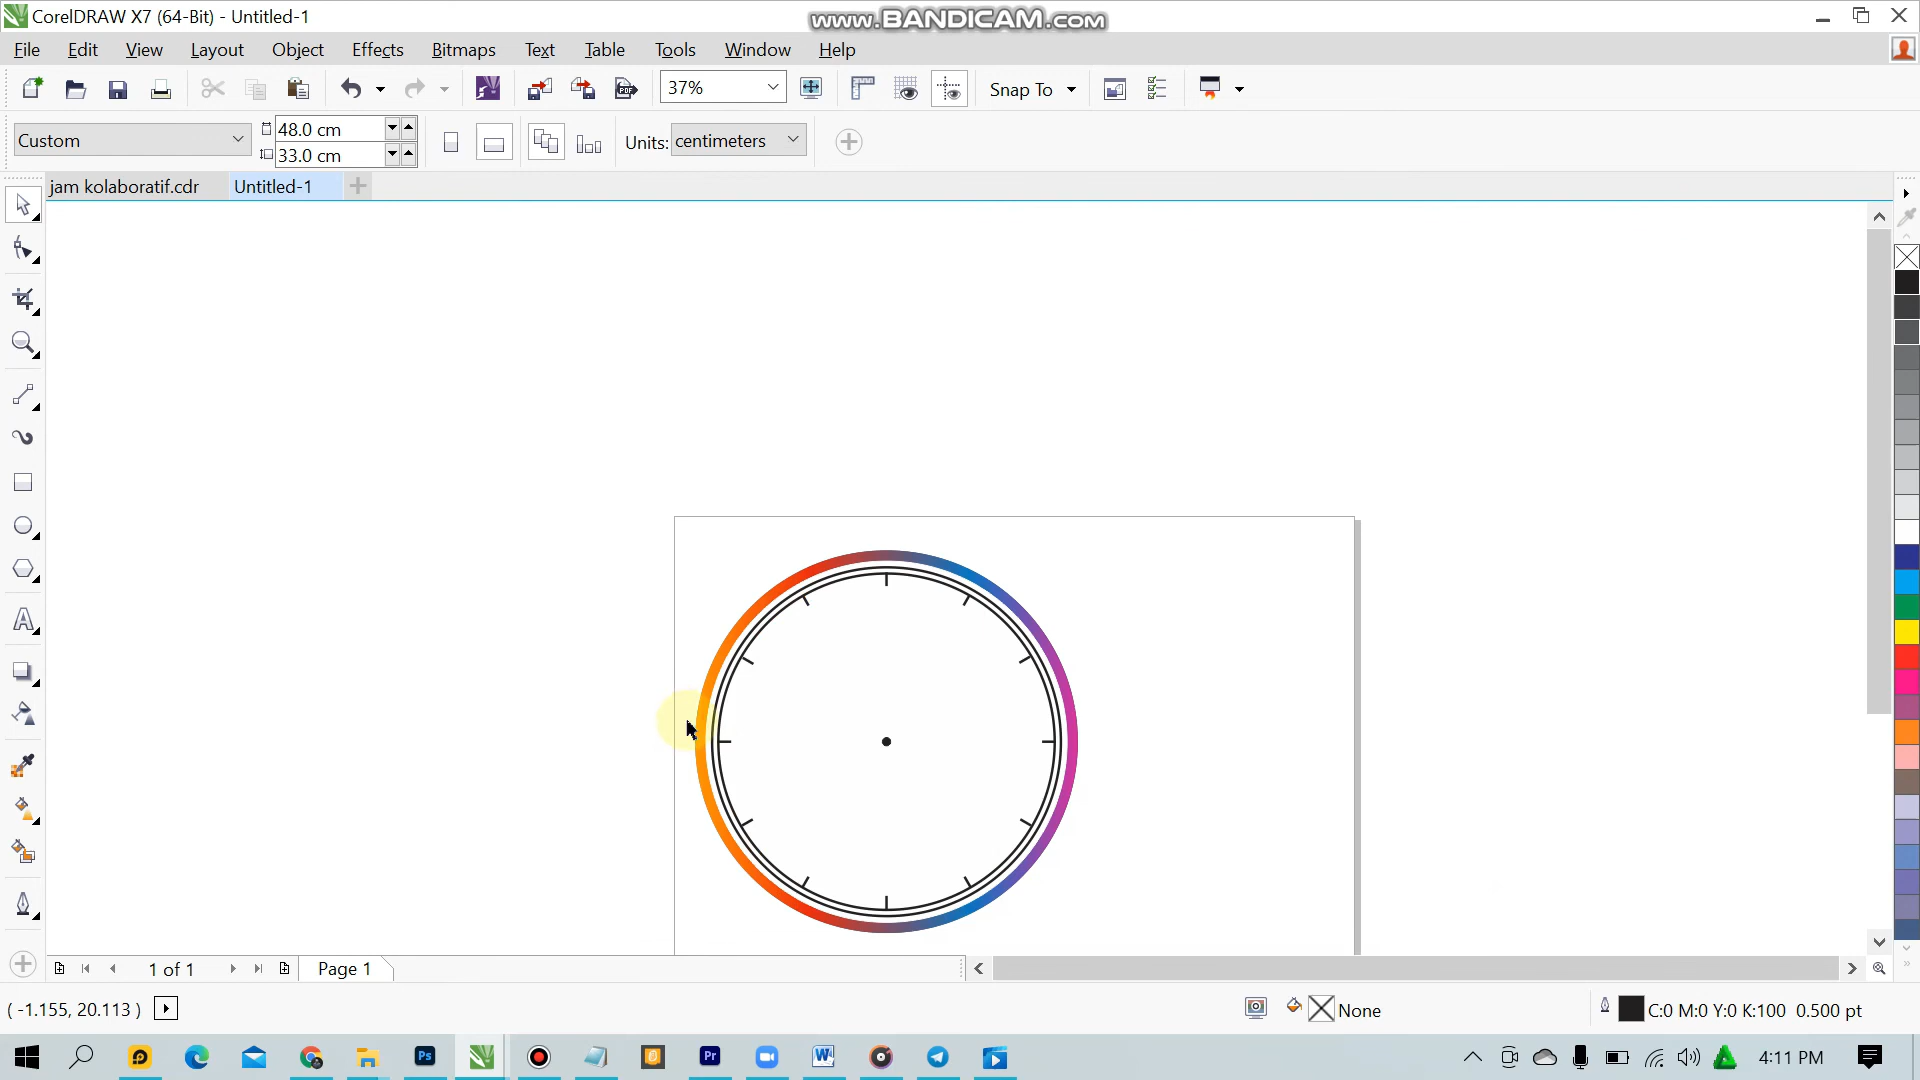 CorelDRAW X7 (64-Bit) - Untitled-1
www.BANDICAM.com
File Edit View Layout Object Effects Bitmaps Text Table Tools Window Help
37%
Snap To
Custom
48.0 cm
33.0 cm
Units: centimeters
jam kolaboratif.cdr
Untitled-1
1 of 1
Page 1
( -1.155, 20.113 )
None
C:0 M:0 Y:0 K:100 0.500 pt
4:11 PM